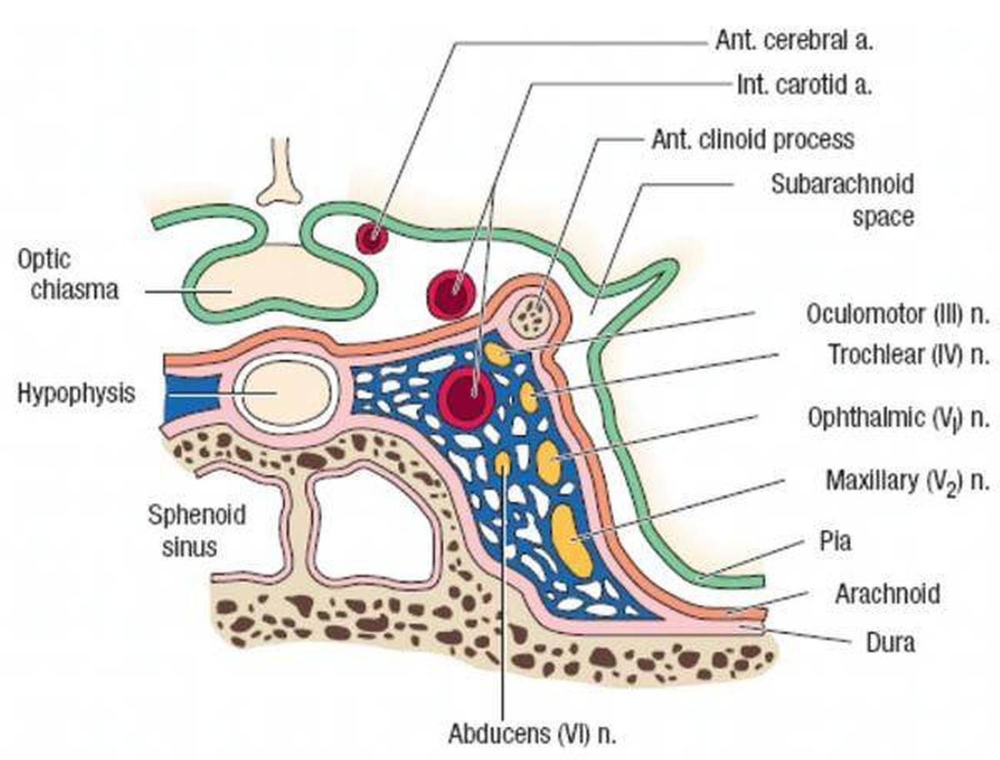 Ant. cerebral a.
Int. carotid a.
Ant. clinoid process
Subarachnoid
space
Optic
chiasma
Oculomotor (III) n.
Trochlear (IV) n.
Hypophysis
Ophthalmic (V₁) n.
Maxillary (V₂) n.
Sphenoid
sinus
Pia
Arachnoid
Dura
Abducens (VI) n.